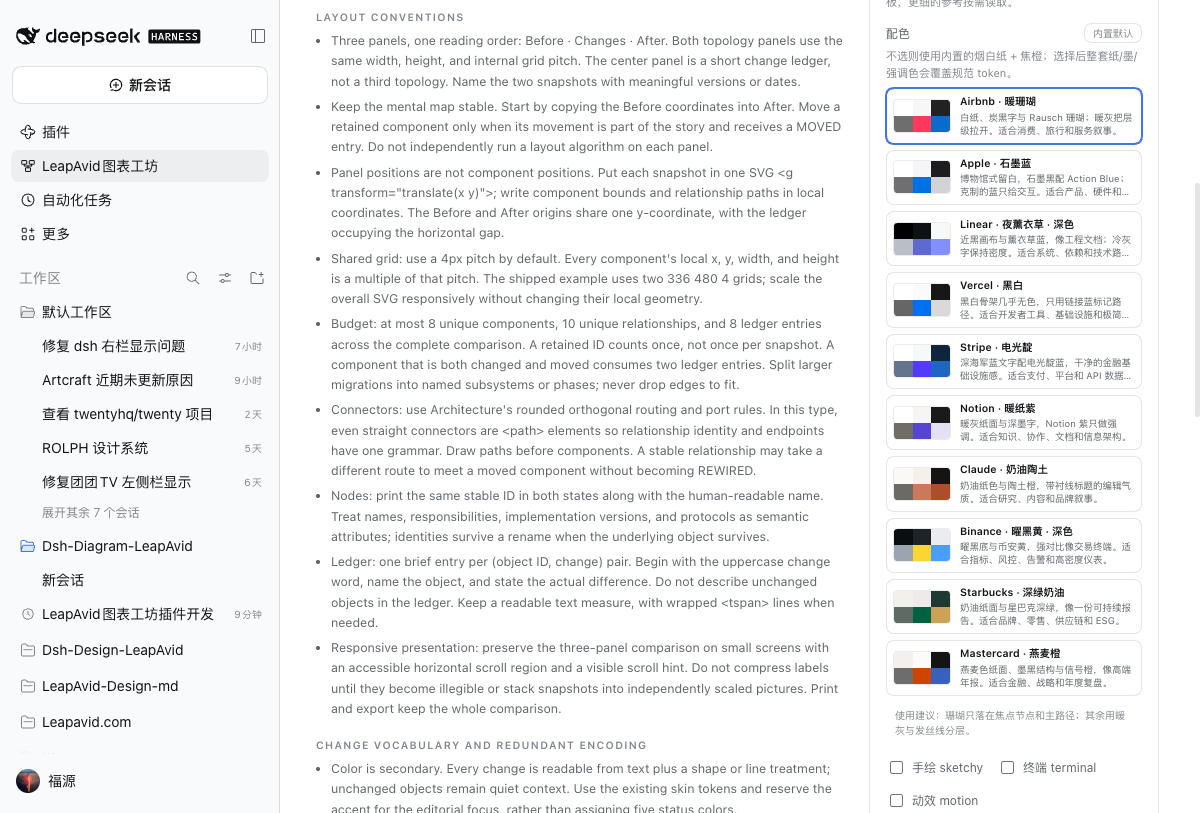 deepseek HARNESS
新会话
插件
LeapAvid图表工坊
自动化任务
更多
工作区
默认工作区
修复 dsh 右栏显示问题 7小时
Artcraft 近期未更新原因 9小时
查看 twentyhq/twenty 项目 2天
ROLPH 设计系统 5天
修复团团TV 左侧栏显示 6天
展开其余 7 个会话
Dsh-Diagram-LeapAvid
新会话
LeapAvid图表工坊插件开发 9分钟
Dsh-Design-LeapAvid
LeapAvid-Design-md
Leapavid.com
福源
LAYOUT CONVENTIONS
Three panels, one reading order: Before · Changes · After. Both topology panels use the
same width, height, and internal grid pitch. The center panel is a short change ledger,
not a third topology. Name the two snapshots with meaningful versions or dates.
Keep the mental map stable. Start by copying the Before coordinates into After. Move a
retained component only when its movement is part of the story and receives a MOVED
entry. Do not independently run a layout algorithm on each panel.
Panel positions are not component positions. Put each snapshot in one SVG <g
transform="translate(x y)">; write component bounds and relationship paths in local
coordinates. The Before and After origins share one y-coordinate, with the ledger
occupying the horizontal gap.
Shared grid: use a 4px pitch by default. Every component's local x, y, width, and height
is a multiple of that pitch. The shipped example uses two 336 480 4 grids; scale the
overall SVG responsively without changing their local geometry.
Budget: at most 8 unique components, 10 unique relationships, and 8 ledger entries
across the complete comparison. A retained ID counts once, not once per snapshot. A
component that is both changed and moved consumes two ledger entries. Split larger
migrations into named subsystems or phases; never drop edges to fit.
Connectors: use Architecture's rounded orthogonal routing and port rules. In this type,
even straight connectors are <path> elements so relationship identity and endpoints
have one grammar. Draw paths before components. A stable relationship may take a
different route to meet a moved component without becoming REWIRED.
Nodes: print the same stable ID in both states along with the human-readable name.
Treat names, responsibilities, implementation versions, and protocols as semantic
attributes; identities survive a rename when the underlying object survives.
Ledger: one brief entry per (object ID, change) pair. Begin with the uppercase change
word, name the object, and state the actual difference. Do not describe unchanged
objects in the ledger. Keep a readable text measure, with wrapped <tspan> lines when
needed.
Responsive presentation: preserve the three-panel comparison on small screens with
an accessible horizontal scroll region and a visible scroll hint. Do not compress labels
until they become illegible or stack snapshots into independently scaled pictures. Print
and export keep the whole comparison.
CHANGE VOCABULARY AND REDUNDANT ENCODING
Color is secondary. Every change is readable from text plus a shape or line treatment;
unchanged objects remain quiet context. Use the existing skin tokens and reserve the
accent for the editorial focus, rather than assigning five status colors.
板，更细的参考按需读取。
配色 内置默认
不选则使用内置的烟白纸 + 焦橙；选择后整套纸/墨/
强调色会覆盖规范 token。
Airbnb · 暖珊瑚
白纸、炭黑字与 Rausch 珊瑚；暖灰把层
级拉开。适合消费、旅行和服务叙事。
Apple · 石墨蓝
博物馆式留白，石墨黑配 Action Blue；
克制的蓝只给交互。适合产品、硬件和...
Linear · 夜薰衣草 · 深色
近黑画布与薰衣草蓝，像工程文档；冷灰
字保持密度。适合系统、依赖和技术路...
Vercel · 黑白
黑白骨架几乎无色，只用链接蓝标记路
径。适合开发者工具、基础设施和极简...
Stripe · 电光靛
深海军蓝文字配电光靛蓝，干净的金融基
础设施感。适合支付、平台和 API 数据...
Notion · 暖纸紫
暖灰纸面与深墨字，Notion 紫只做强
调。适合知识、协作、文档和信息架构。
Claude · 奶油陶土
奶油纸色与陶土橙，带衬线标题的编辑气
质。适合研究、内容和品牌叙事。
Binance · 曜黑黄 · 深色
曜黑底与币安黄，强对比像交易终端。适
合指标、风控、告警和高密度仪表。
Starbucks · 深绿奶油
奶油纸面与星巴克深绿，像一份可持续报
告。适合品牌、零售、供应链和 ESG。
Mastercard · 燕麦橙
燕麦色纸面、墨黑结构与信号橙，像高端
年报。适合金融、战略和年度复盘。
使用建议：珊瑚只落在焦点节点和主路径；其余用暖
灰与发丝线分层。
手绘 sketchy 终端 terminal
动效 motion